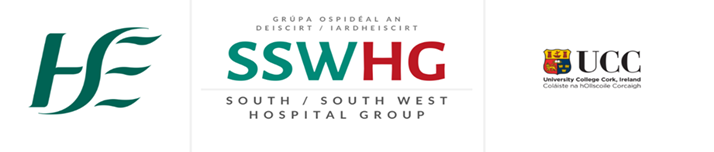 HSE
GRÚPA OSPIDÉAL AN
DEISCIRT / IARDHEISCIRT
SSWHG
SOUTH / SOUTH WEST
HOSPITAL GROUP
UCC
University College Cork, Ireland
Coláiste na hOllscoile Corcaigh